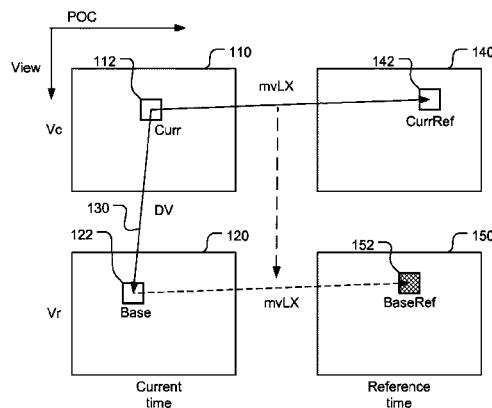 POC
View
110
112
140
142
mvLX
Vc
Curr
CurrRef
130
DV
122
120
152
150
Vr
Base
mvLX
BaseRef
Current
time
Reference
time